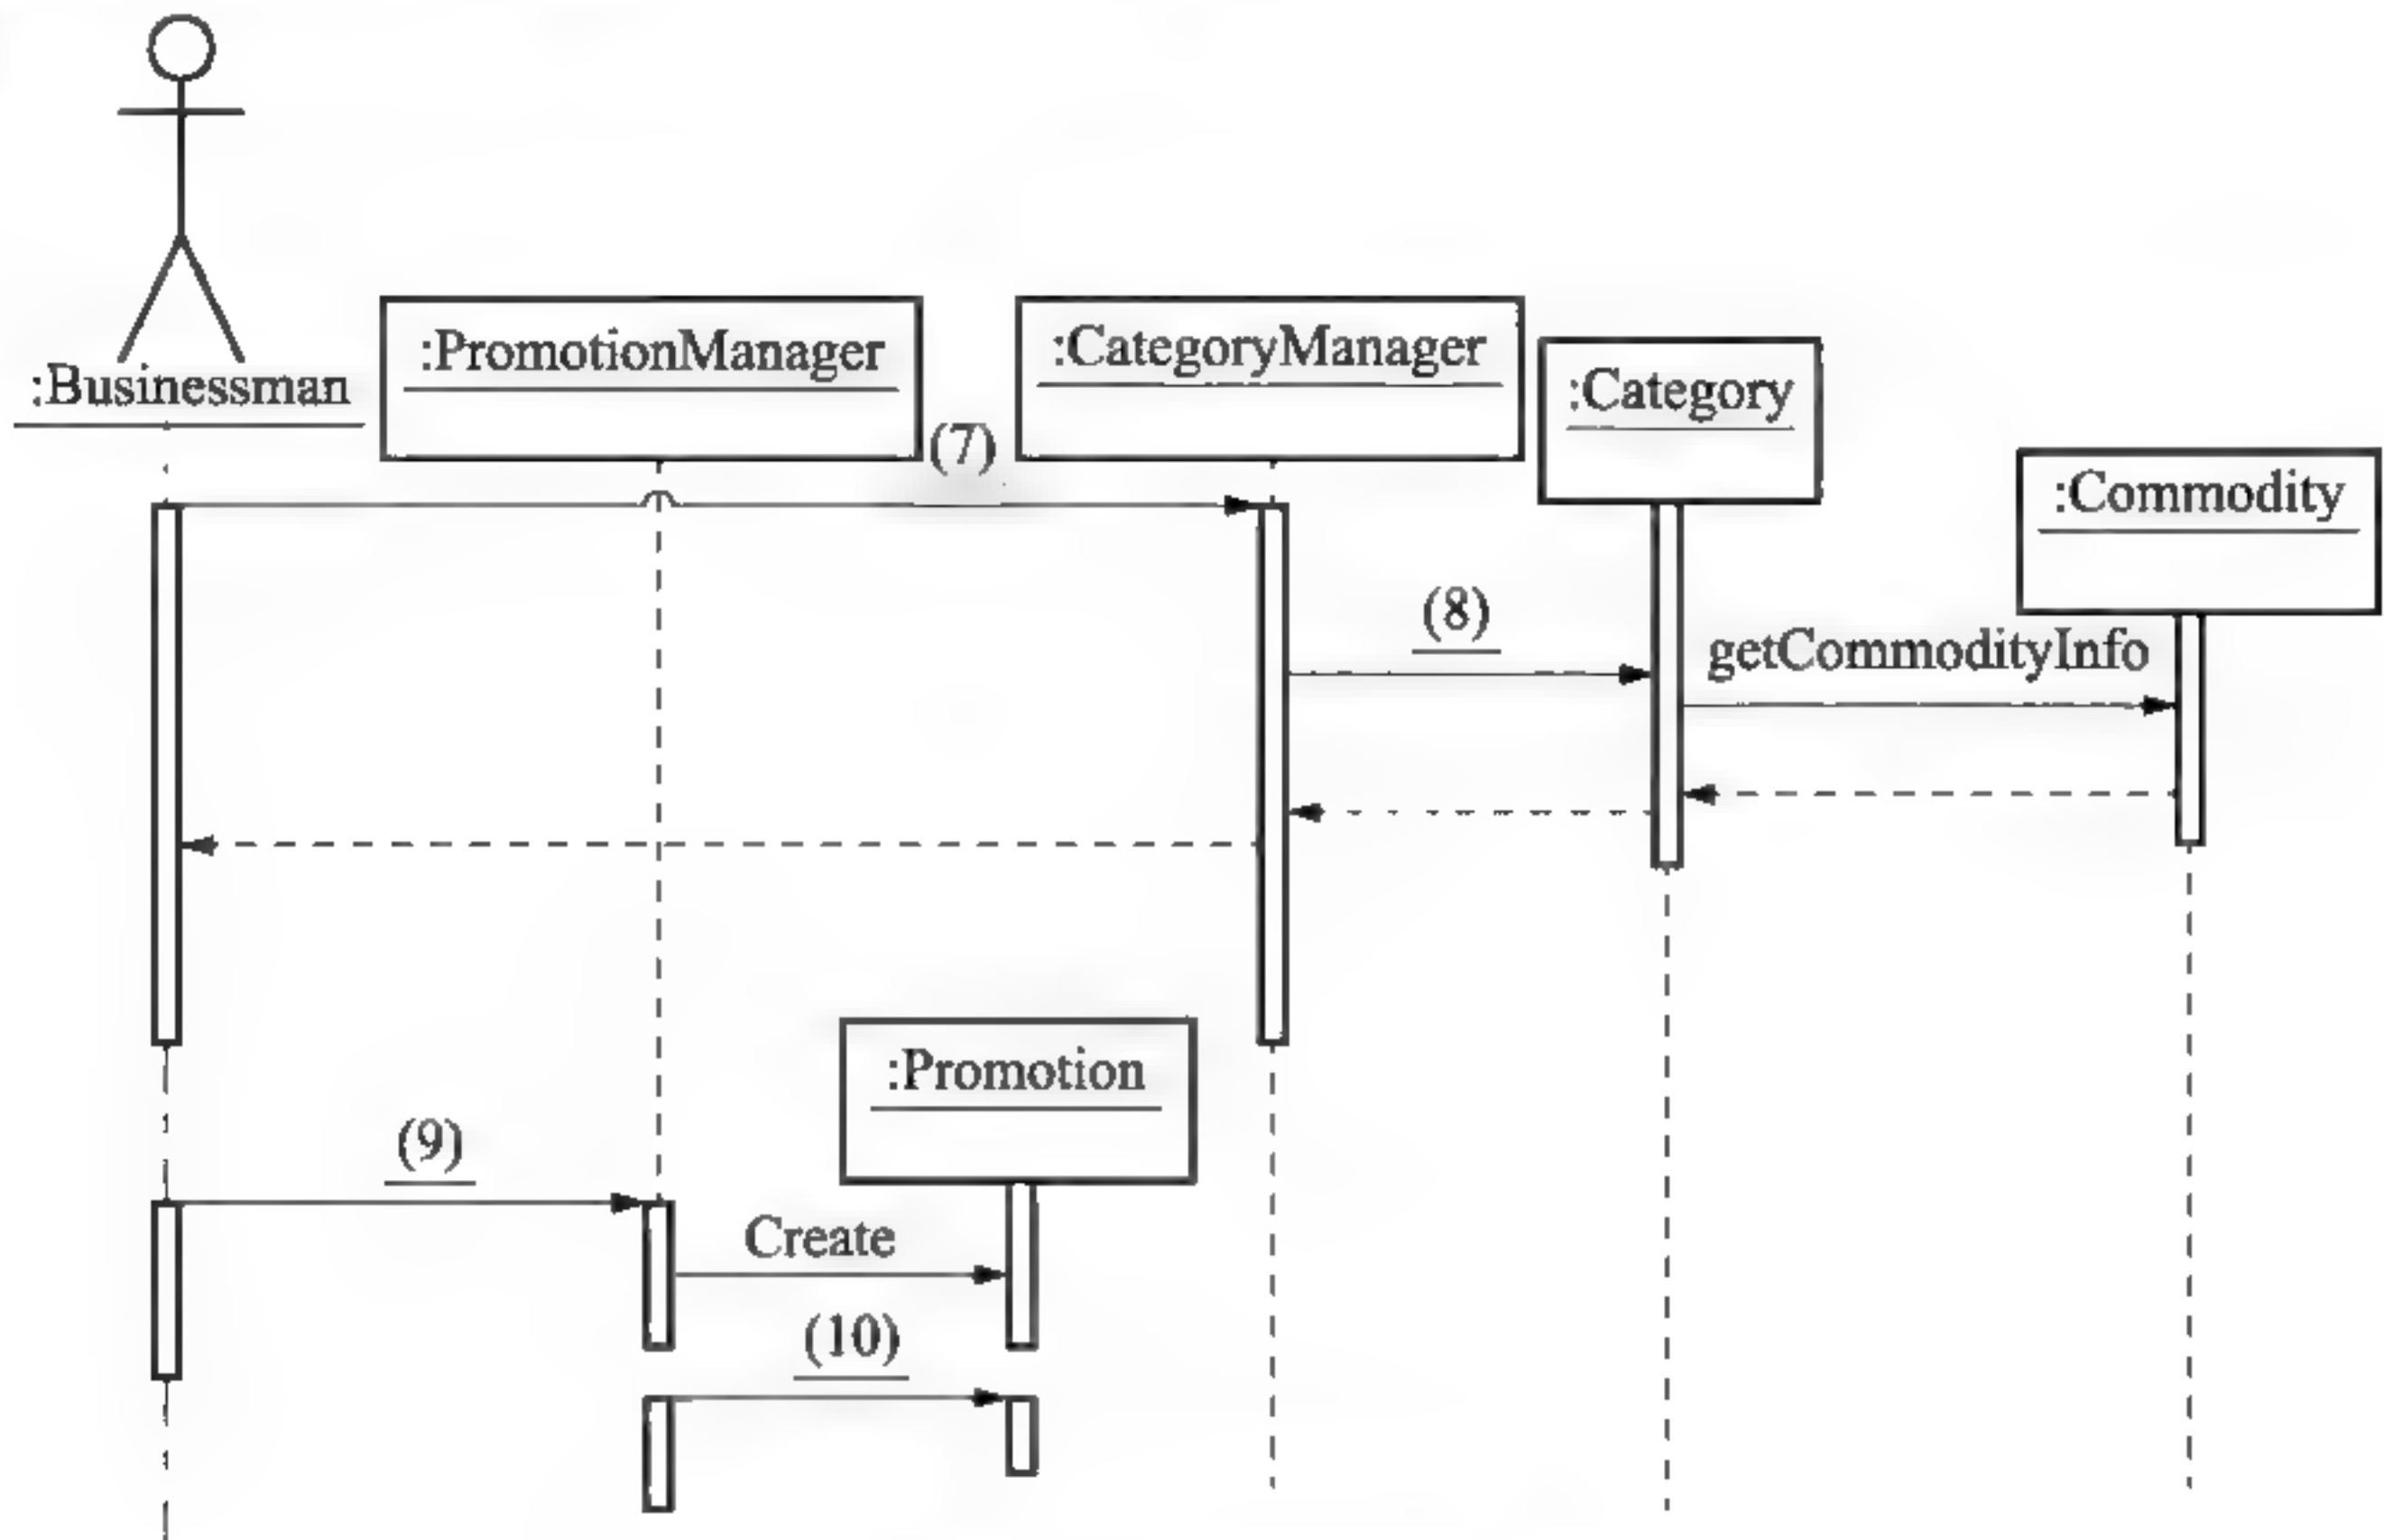 :Businessman
:PromotionManager
:CategoryManager
:Category
:Commodity
(7)
(8)
getCommodityInfo
:Promotion
(9)
Create
(10)